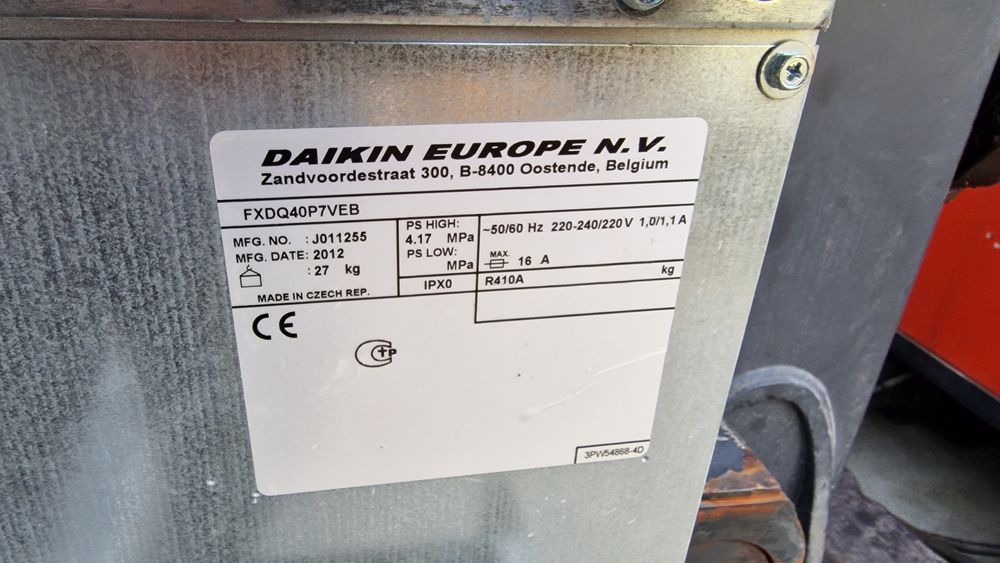 DAIKIN EUROPE N.V.
Zandvoordestraat 300, B-8400 Oostende, Belgium
FXDQ40P7VEB
MFG. NO. : J011255
MFG. DATE: 2012
: 27 kg
MADE IN CZECH REP.
PS HIGH:
4.17 MPa
PS LOW:
MPa
IPX0
~50/60 Hz 220-240/220V 1,0/1,1 A
MAX.
16 A
R410A kg
CE
3PW54868-4D